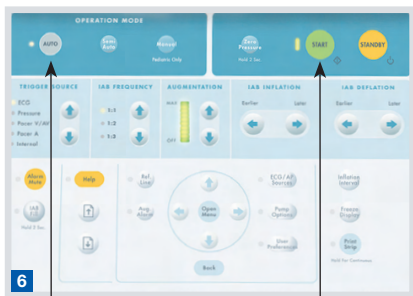 OPERATION MODE
AUTO
Semi Auto
Manual
Pediatric Only
Zero Pressure
Hold 2 Sec.
START
STANDBY
TRIGGER SOURCE
IAB FREQUENCY
AUGMENTATION
IAB INFLATION
IAB DEFLATION
ECG
Pressure
Pacer V/AV
Pacer A
Internal
1:1
1:2
1:3
MAX
OFF
Earlier
Later
Earlier
Later
Alarm Mute
Help
Ref. Line
ECG/AP Sources
Inflation Interval
IAB Fill
Hold 2 Sec.
Aug. Alarm
Open Menu
Pump Options
Freeze Display
User Preferences
Print Strip
Hold for Continuous
Back
6